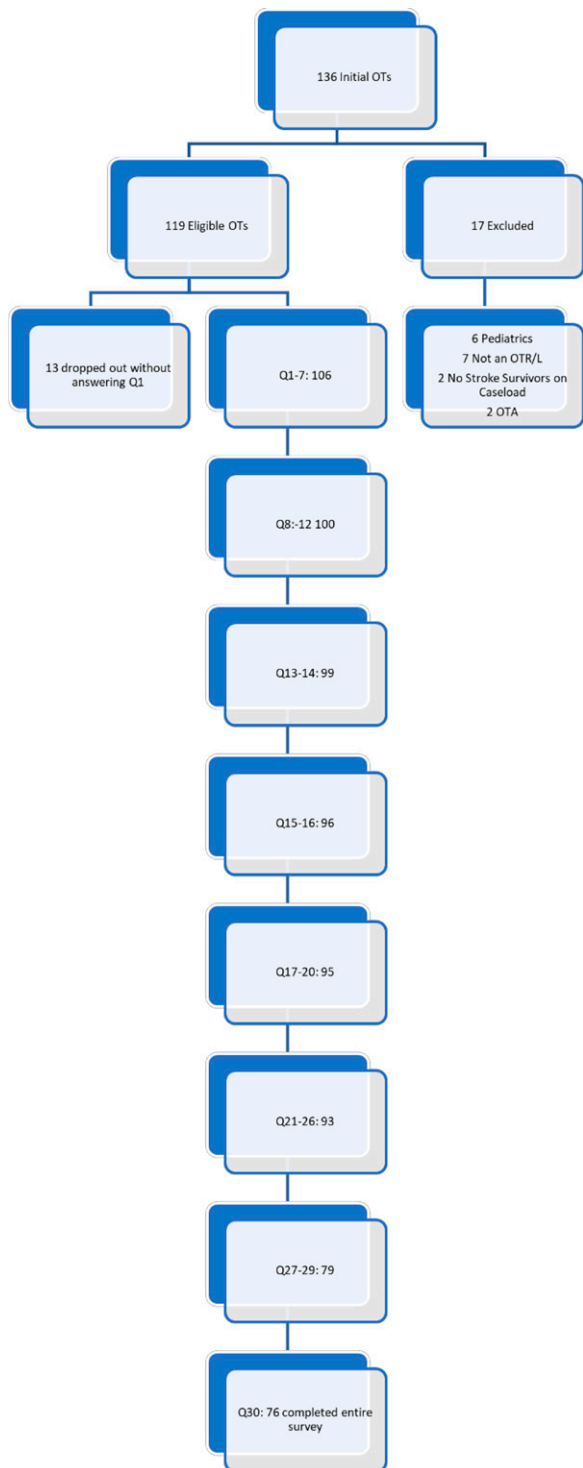 136 Initial OTs
119 Eligible OTs
17 Excluded
13 dropped out without
answering Q1
Q1-7: 106
6 Pediatrics
7 Not an OTR/L
2 No Stroke Survivors on
Caseload
2 OTA
Q8:-12 100
Q13-14: 99
Q15-16: 96
Q17-20: 95
Q21-26: 93
Q27-29: 79
Q30: 76 completed entire
survey